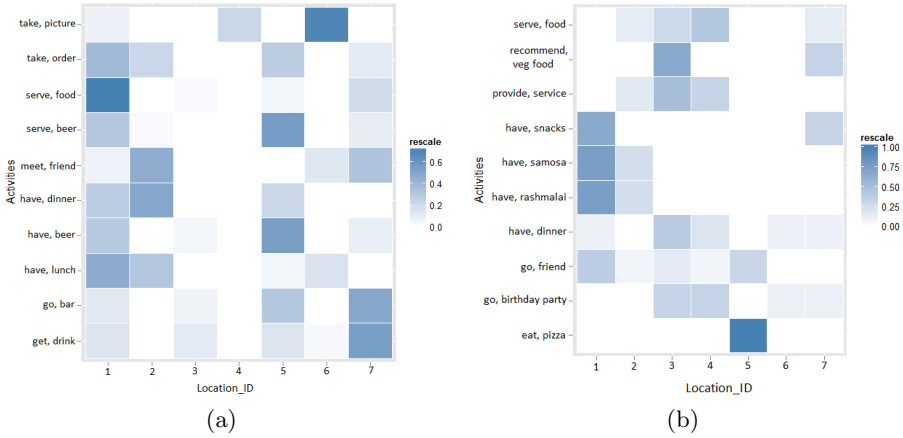 take, picture
take, order
serve, food
serve, beer
meet, friend
have, dinner
have, beer
have, lunch
go, bar
get, drink
Activities
1 2 3 4 5 6 7
Location_ID
rescale
0.6
0.4
0.2
0.0
(a)
serve, food
recommend,
veg food
provide, service
have, snacks
have, samosa
have, rashmalai
have, dinner
go, friend
go, birthday party
eat, pizza
Activities
1 2 3 4 5 6 7
Location_ID
rescale
1.00
0.75
0.50
0.25
0.00
(b)